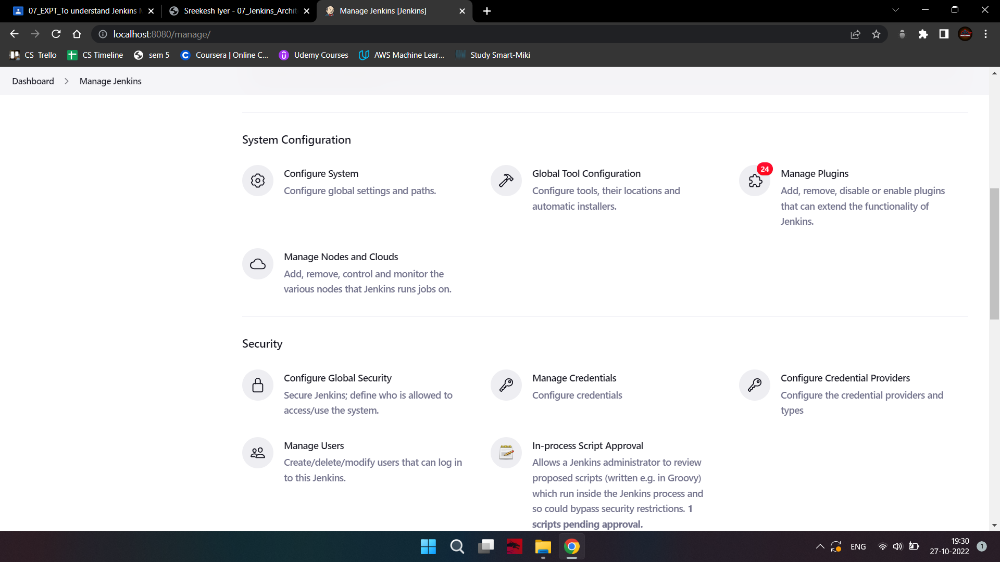 07_EXPT_To understand Jenkins
Sreekesh Iyer - 07_Jenkins_Archit
Manage Jenkins [Jenkins]
localhost:8080/manage/
CS Trello
CS Timeline
sem 5
Coursera | Online C...
Udemy Courses
AWS Machine Lear...
Study Smart-Miki
Dashboard
Manage Jenkins
System Configuration
Configure System
Configure global settings and paths.
Global Tool Configuration
Configure tools, their locations and
automatic installers.
24
Manage Plugins
Add, remove, disable or enable plugins
that can extend the functionality of
Jenkins.
Manage Nodes and Clouds
Add, remove, control and monitor the
various nodes that Jenkins runs jobs on.
Security
Configure Global Security
Secure Jenkins; define who is allowed to
access/use the system.
Manage Credentials
Configure credentials
Configure Credential Providers
Configure the credential providers and
types
Manage Users
Create/delete/modify users that can log in
to this Jenkins.
In-process Script Approval
Allows a Jenkins administrator to review
proposed scripts (written e.g. in Groovy)
which run inside the Jenkins process and
so could bypass security restrictions. 1
scripts pending approval.
ENG
19:30
27-10-2022
1